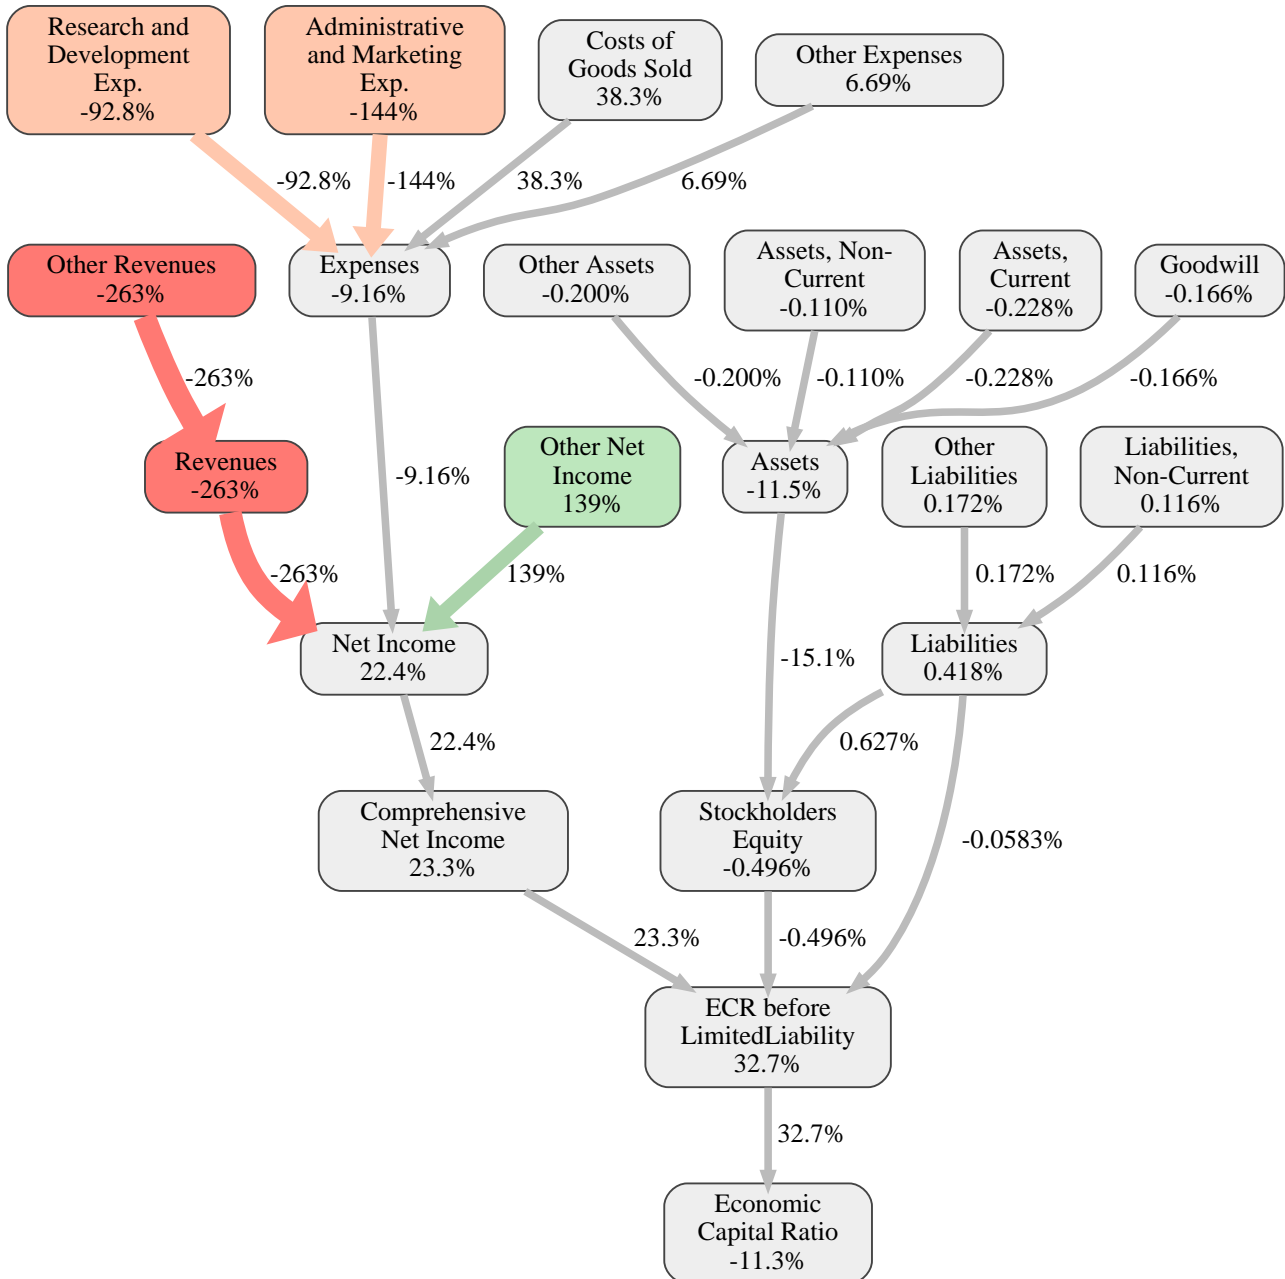 Research and
Development
Exp.
-92.8%
Administrative
and Marketing
Exp.
-144%
Costs of
Goods Sold
38.3%
Other Expenses
6.69%
-92.8%
-144%
38.3%
6.69%
Other Revenues
-263%
Expenses
-9.16%
Other Assets
-0.200%
Assets, Non-
Current
-0.110%
Assets,
Current
-0.228%
Goodwill
-0.166%
-263%
-0.200%
-0.110%
-0.228%
-0.166%
Revenues
-263%
-9.16%
Other Net
Income
139%
Assets
-11.5%
Other
Liabilities
0.172%
Liabilities,
Non-Current
0.116%
-263%
139%
0.172%
0.116%
Net Income
22.4%
-15.1%
Liabilities
0.418%
22.4%
0.627%
Comprehensive
Net Income
23.3%
Stockholders
Equity
-0.496%
-0.0583%
23.3%
-0.496%
ECR before
LimitedLiability
32.7%
32.7%
Economic
Capital Ratio
-11.3%